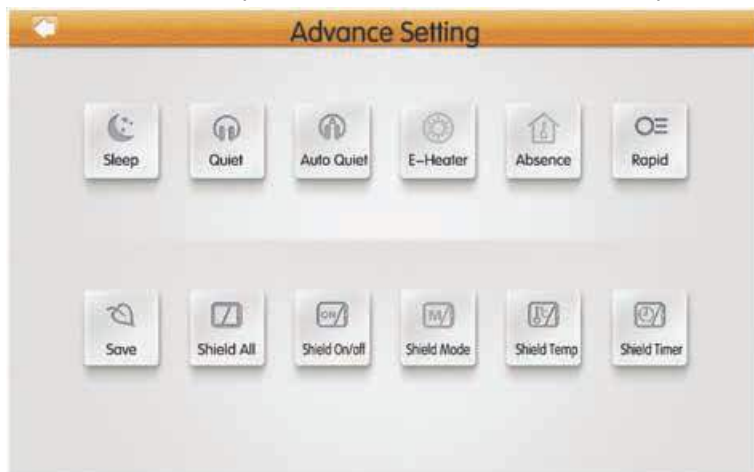 Advance Setting
Sleep Quiet Auto Quiet E-Heater Absence Rapid
ON M
Save Shield All Shield On/off Shield Mode Shield Temp Shield Timer